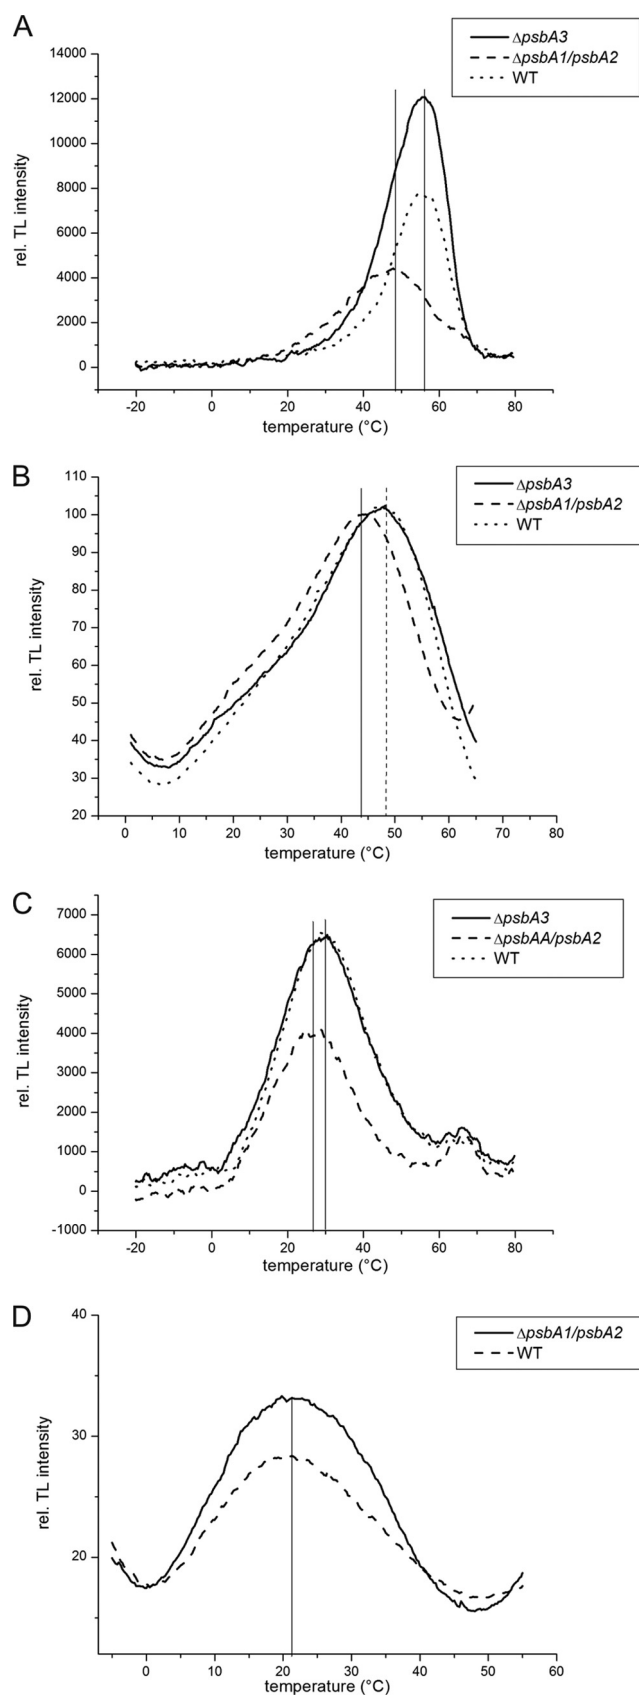 A
ΔpsbA3
ΔpsbA1/psbA2
WT
14000
12000
10000
8000
6000
4000
2000
0
rel. TL intensity
-20 0 20 40 60 80
temperature (°C)
B
ΔpsbA3
ΔpsbA1/psbA2
WT
110
100
90
80
70
60
50
40
30
20
rel. TL intensity
0 10 20 30 40 50 60 70 80
temperature (°C)
C
ΔpsbA3
ΔpsbAA/psbA2
WT
7000
6000
5000
4000
3000
2000
1000
0
-1000
rel. TL intensity
-20 0 20 40 60 80
temperature (°C)
D
ΔpsbA1/psbA2
WT
40
30
20
rel. TL intensity
0 10 20 30 40 50 60
temperature (°C)